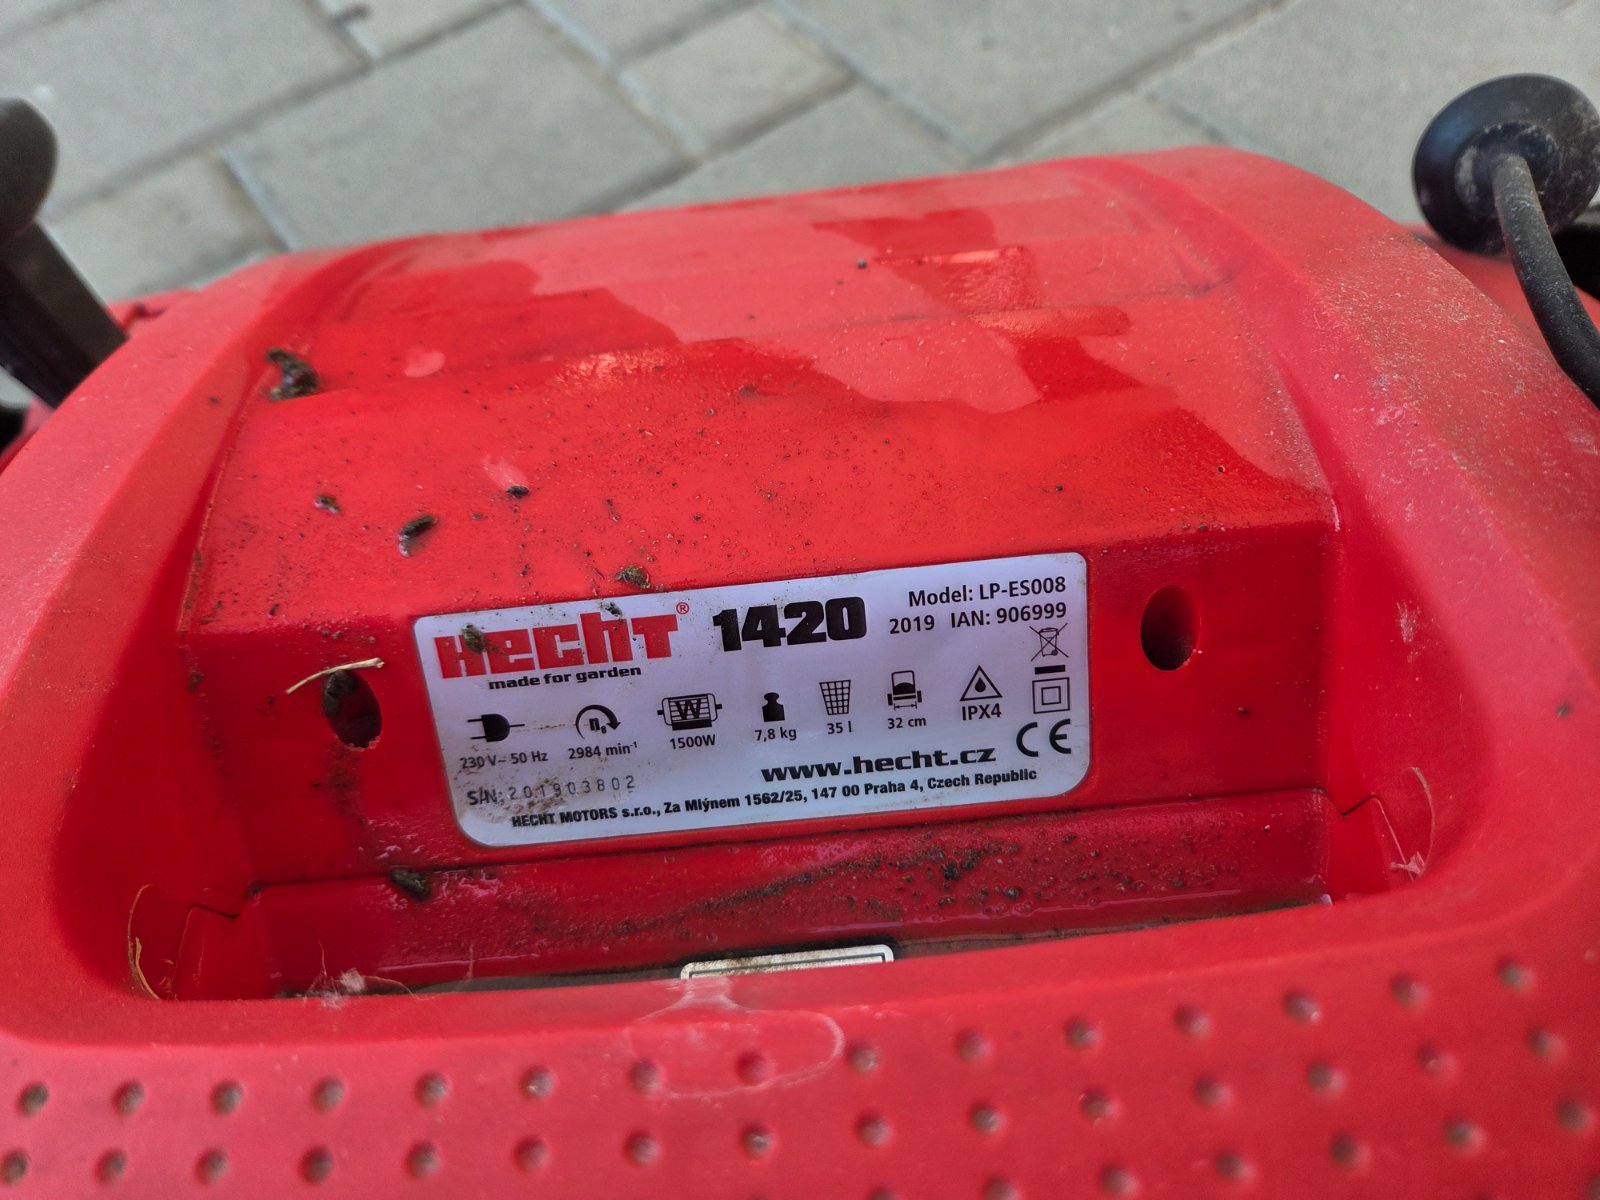 Hecht® 1420
made for garden
Model: LP-ES008
2019 IAN: 906999
230 V~ 50 Hz
n₀
2984 min⁻¹
W
1500W
7,8 kg
35 l
32 cm
IPX4
CE
S/N: 201903802
www.hecht.cz
HECHT MOTORS s.r.o., Za Mlýnem 1562/25, 147 00 Praha 4, Czech Republic